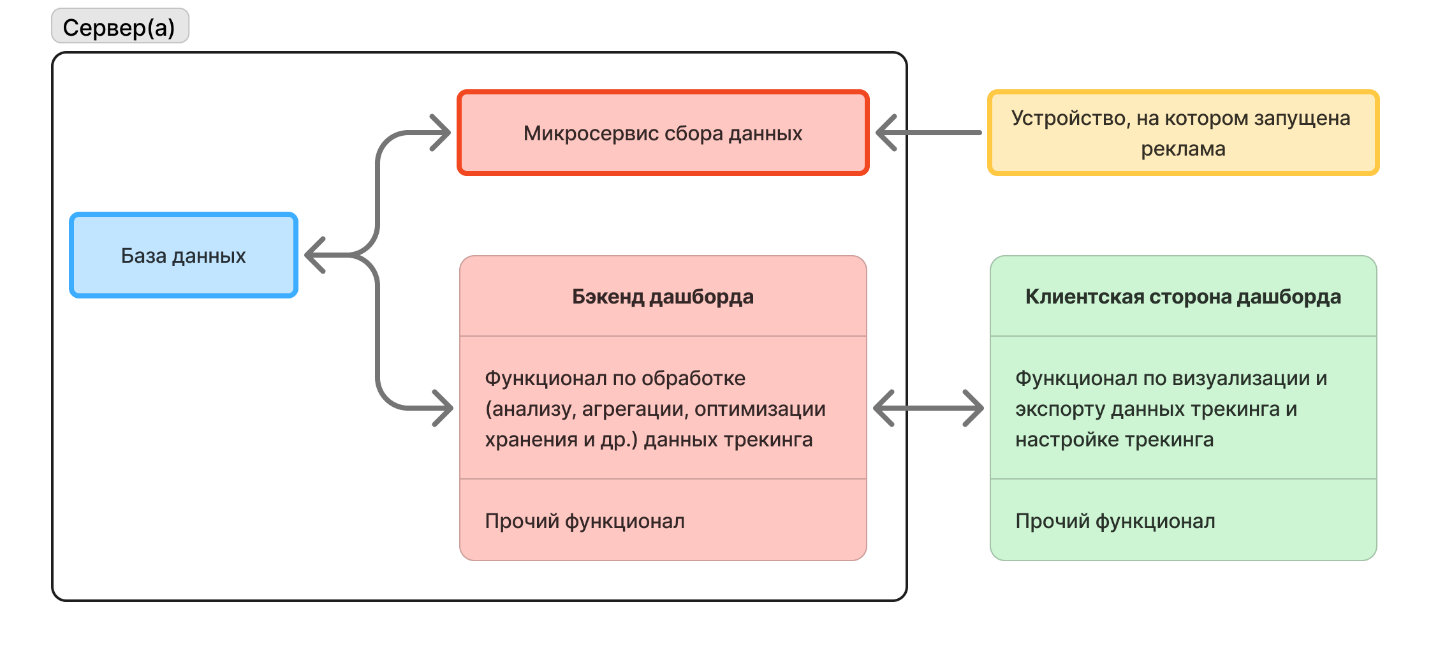 Сервер(а)
Микросервис сбора данных
Устройство, на котором запущена
реклама
База данных
Бэкенд дашборда
Функционал по обработке
(анализу, агрегации, оптимизации
хранения и др.) данных трекинга
Прочий функционал
Клиентская сторона дашборда
Функционал по визуализации и
экспорту данных трекинга и
настройке трекинга
Прочий функционал